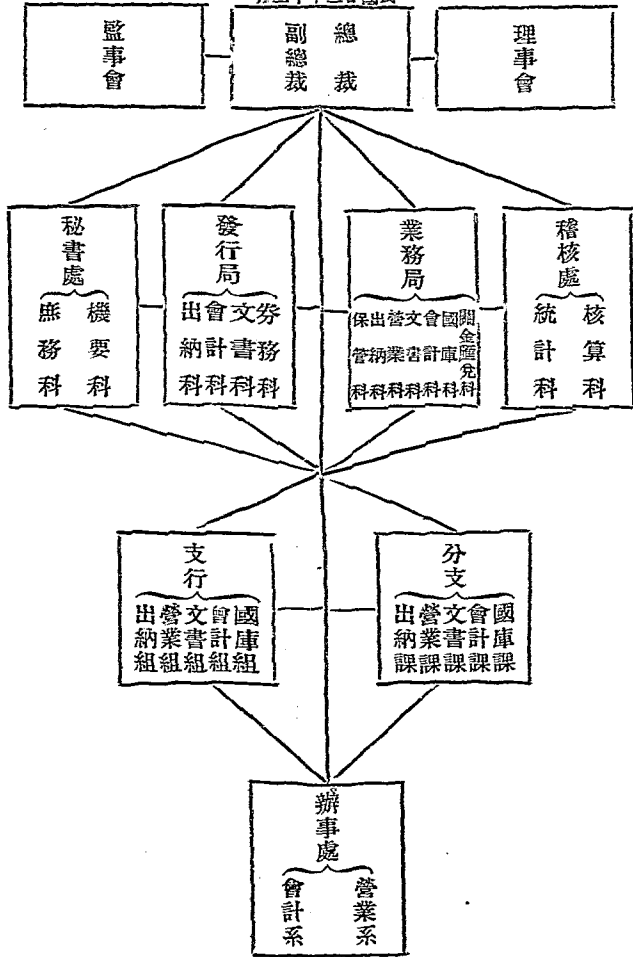 理事會
總裁
副總裁
監事會
稽核處
核算科
統計科
業務局
關金匯兌科
國庫科
會計科
文書科
營業科
出納科
保管科
發行局
券務科
文書科
會計科
出納科
秘書處
機要科
庶務科
分支
國庫課
會計課
文書課
營業課
出納課
支行
國庫組
會計組
文書組
營業組
出納組
辦事處
營業系
會計系